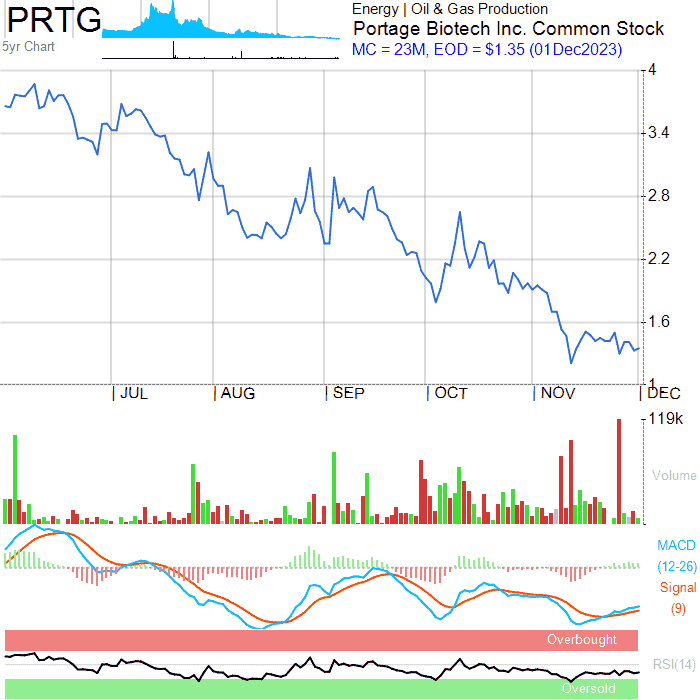 PRTG
5yr Chart
Energy | Oil & Gas Production
Portage Biotech Inc. Common Stock
MC = 23M, EOD = $1.35 (01Dec2023)
4
3.4
2.8
2.2
1.6
1
JUL AUG SEP OCT NOV DEC
119k
Volume
MACD
(12-26)
Signal
(9)
Overbought
RSI(14)
Oversold